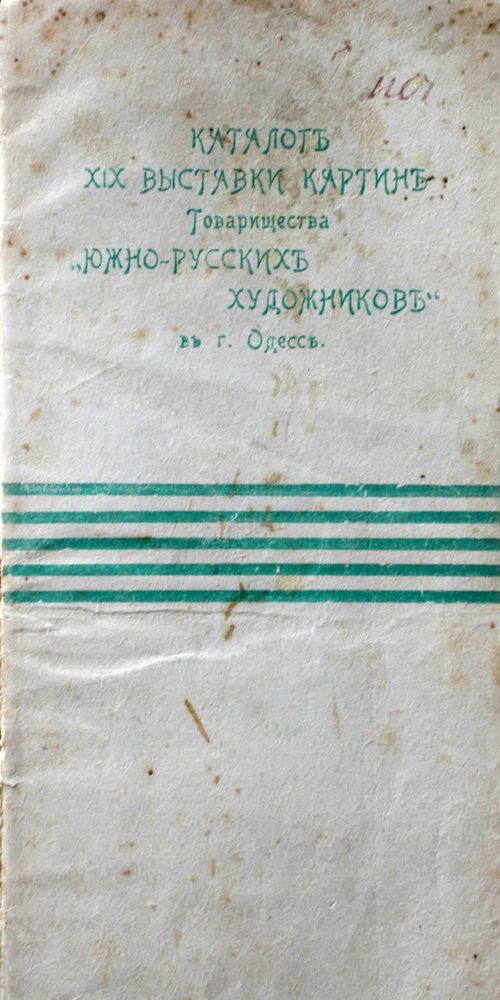 КАТАЛОГЪ
XIX ВЫСТАВКИ КАРТИНЪ
Товарищества
„ЮЖНО-РУССКИХЪ
ХУДОЖНИКОВЪ“
въ г. Одессѣ.